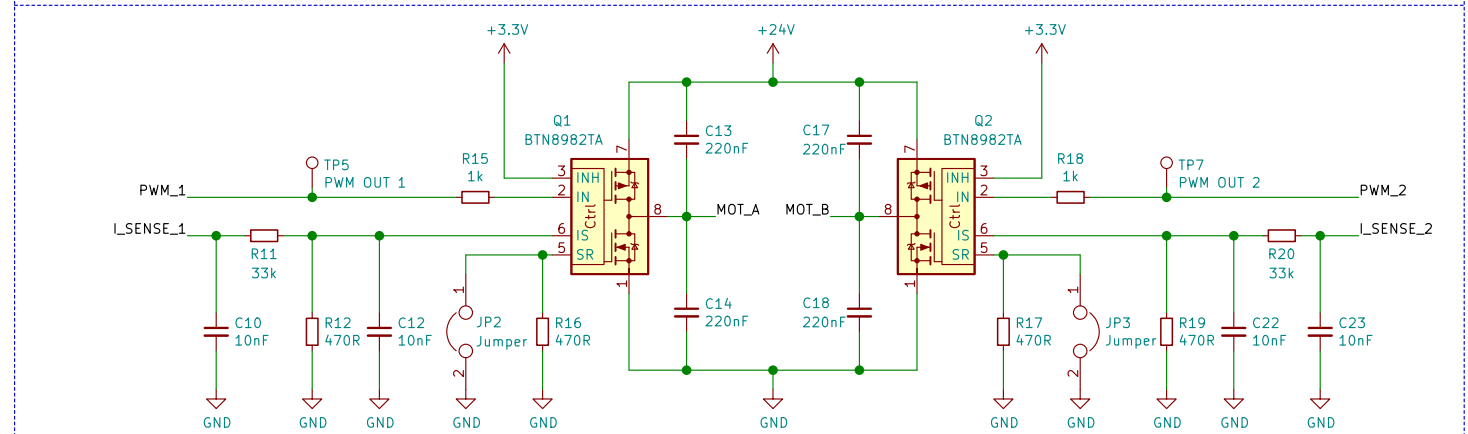 +3.3V
+24V
+3.3V
Q1
BTN8982TA
C13
220nF
C17
220nF
Q2
BTN8982TA
7
7
TP5
PWM OUT 1
R15
1k
R18
1k
TP7
PWM OUT 2
PWM_1
3
INH
2
IN
Ctrl
8
MOT_A
MOT_B
8
Ctrl
INH
3
IN
2
PWM_2
I_SENSE_1
6
IS
5
SR
IS
6
SR
5
I_SENSE_2
R11
33k
R20
33k
1
1
1
1
C10
10nF
R12
470R
C12
10nF
JP2
Jumper
R16
470R
C14
220nF
C18
220nF
R17
470R
JP3
Jumper
R19
470R
C22
10nF
C23
10nF
2
2
GND
GND
GND
GND
GND
GND
GND
GND
GND
GND
GND